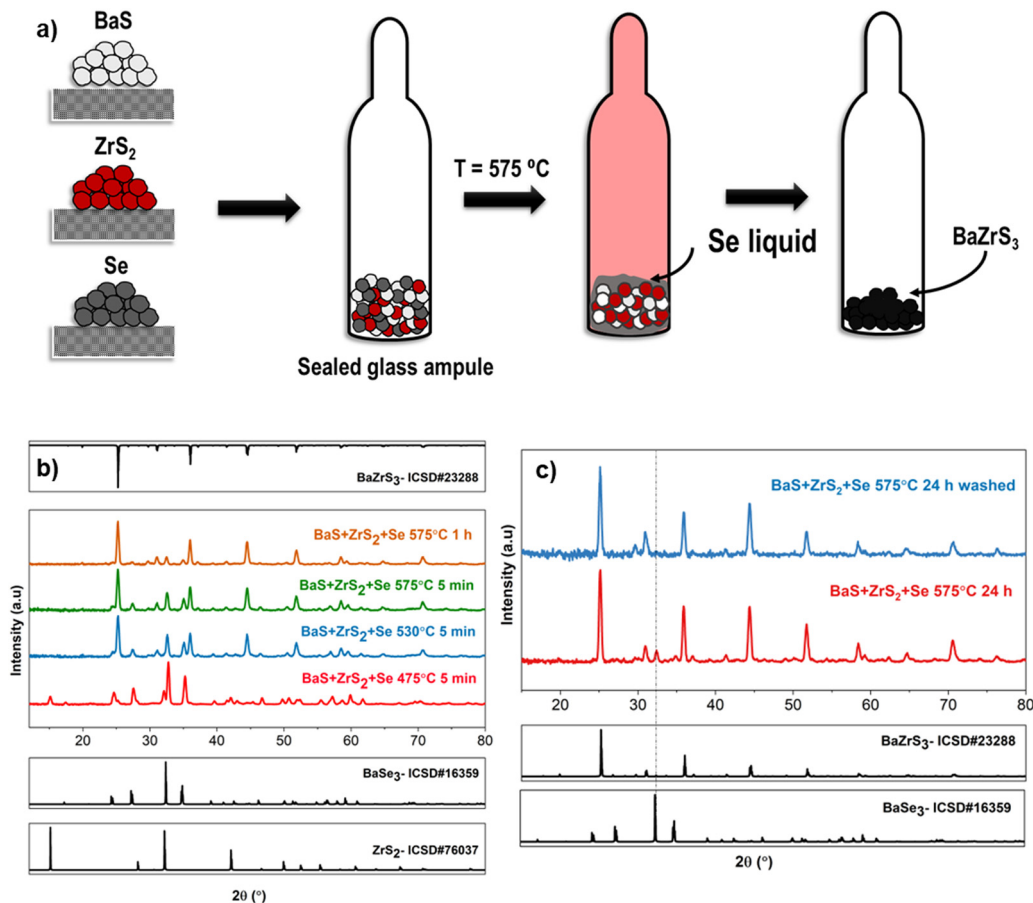 a)
BaS
ZrS₂
Se
Sealed glass ampule
T = 575 ºC
Se liquid
BaZrS₃
b)
BaZrS₃- ICSD#23288
Intensity (a.u)
BaS+ZrS₂+Se 575°C 1 h
BaS+ZrS₂+Se 575°C 5 min
BaS+ZrS₂+Se 530°C 5 min
BaS+ZrS₂+Se 475°C 5 min
20 30 40 50 60 70 80
BaSe₃- ICSD#16359
ZrS₂- ICSD#76037
2θ (°)
c)
Intensity (a.u)
BaS+ZrS₂+Se 575°C 24 h washed
BaS+ZrS₂+Se 575°C 24 h
20 30 40 50 60 70 80
BaZrS₃- ICSD#23288
BaSe₃- ICSD#16359
2θ (°)